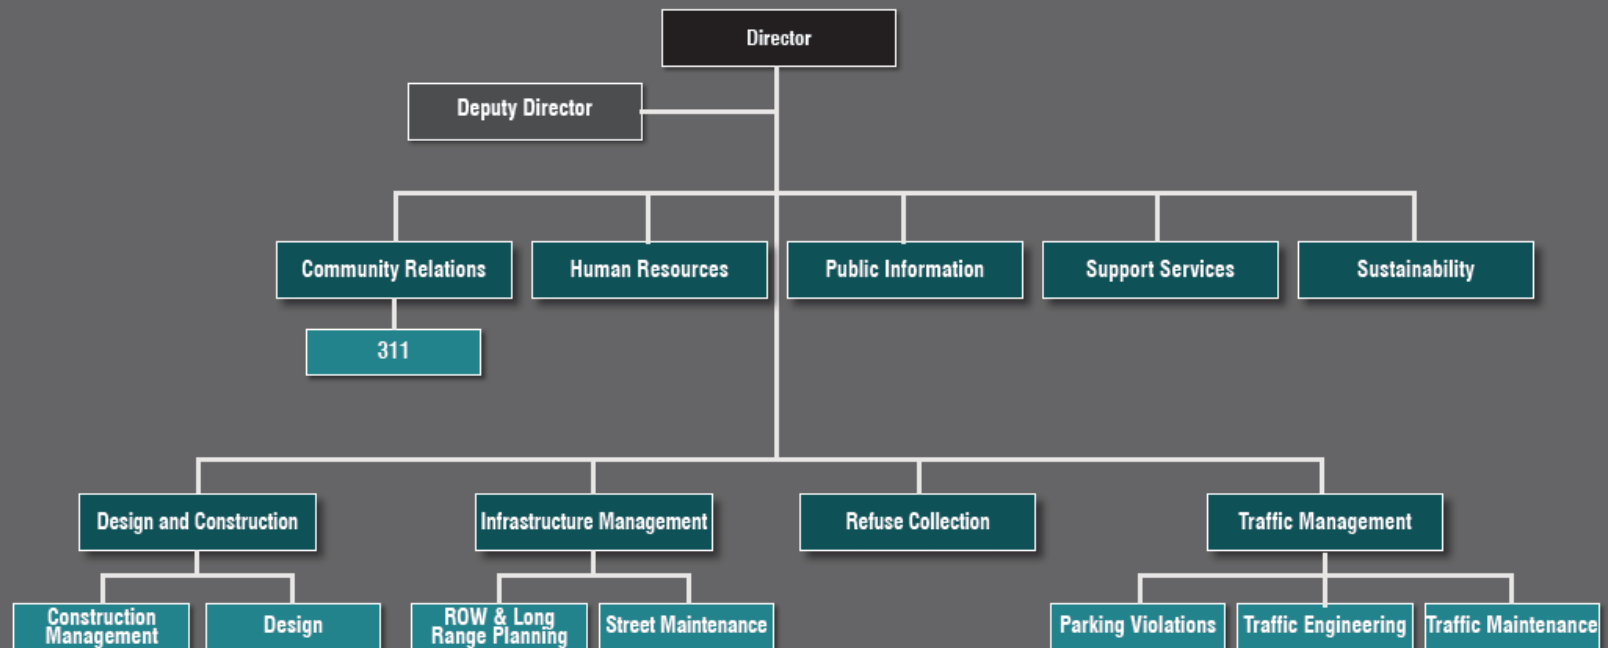 Director
Deputy Director
Community Relations
Human Resources
Public Information
Support Services
Sustainability
311
Design and Construction
Infrastructure Management
Refuse Collection
Traffic Management
Construction
Management
Design
ROW & Long
Range Planning
Street Maintenance
Parking Violations
Traffic Engineering
Traffic Maintenance